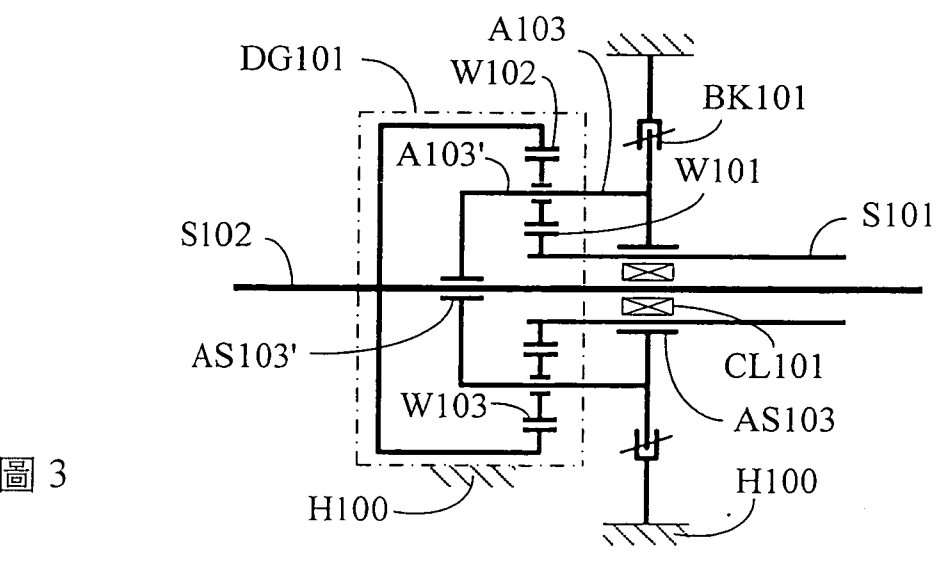 A103
DG101
W102
BK101
A103'
W101
S101
S102
AS103'
CL101
W103
AS103
圖 3
H100
H100